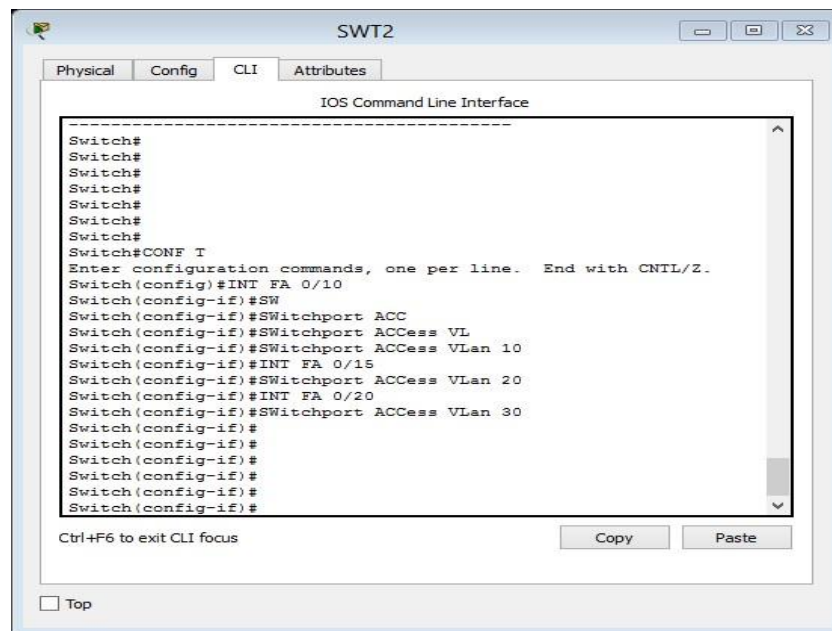 SWT2
Physical Config CLI Attributes
IOS Command Line Interface
-------------------------------------------
Switch#
Switch#
Switch#
Switch#
Switch#
Switch#
Switch#
Switch#CONF T
Enter configuration commands, one per line.  End with CNTL/Z.
Switch(config)#INT FA 0/10
Switch(config-if)#SW
Switch(config-if)#SWitchport ACC
Switch(config-if)#SWitchport ACCess VL
Switch(config-if)#SWitchport ACCess VLan 10
Switch(config-if)#INT FA 0/15
Switch(config-if)#SWitchport ACCess VLan 20
Switch(config-if)#INT FA 0/20
Switch(config-if)#SWitchport ACCess VLan 30
Switch(config-if)#
Switch(config-if)#
Switch(config-if)#
Switch(config-if)#
Switch(config-if)#
Switch(config-if)#
Ctrl+F6 to exit CLI focus Copy Paste
Top